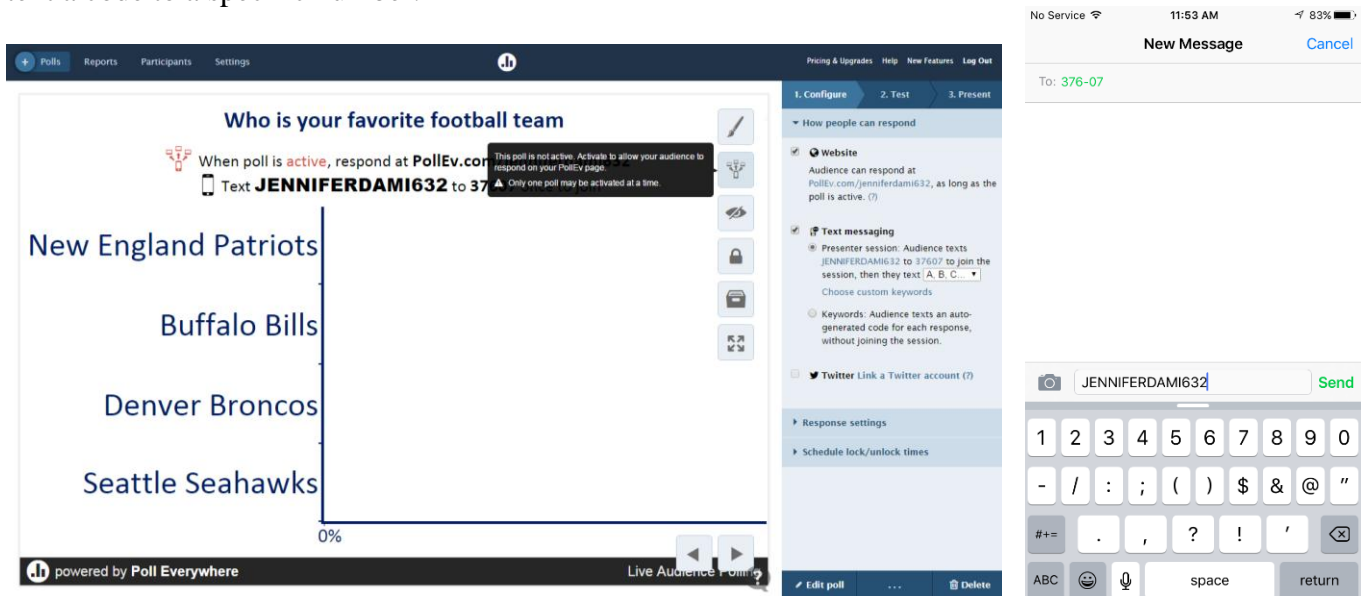 Polls Reports Participants Settings
Pricing & Upgrades Help New Features Log Out
Who is your favorite football team
When poll is active, respond at PollEv.com
Text JENNIFERDAMI632 to 37607 once to join
This poll is not active. Activate to allow your audience to
respond on your PollEv page.
Only one poll may be activated at a time.
New England Patriots
Buffalo Bills
Denver Broncos
Seattle Seahawks
0%
powered by Poll Everywhere
Live Audience Polling
1. Configure 2. Test 3. Present
How people can respond
Website
Audience can respond at
PollEv.com/jenniferdami632, as long as the
poll is active. (?)
Text messaging
Presenter session: Audience texts
JENNIFERDAMI632 to 37607 to join the
session, then they text A, B, C...
Choose custom keywords
Keywords: Audience texts an auto-
generated code for each response,
without joining the session.
Twitter Link a Twitter account (?)
Response settings
Schedule lock/unlock times
Edit poll ... Delete
No Service 11:53 AM 83%
New Message Cancel
To: 376-07
JENNIFERDAMI632 Send
1 2 3 4 5 6 7 8 9 0
- / : ; ( ) $ & @ "
#+= . , ? ! '
ABC space return